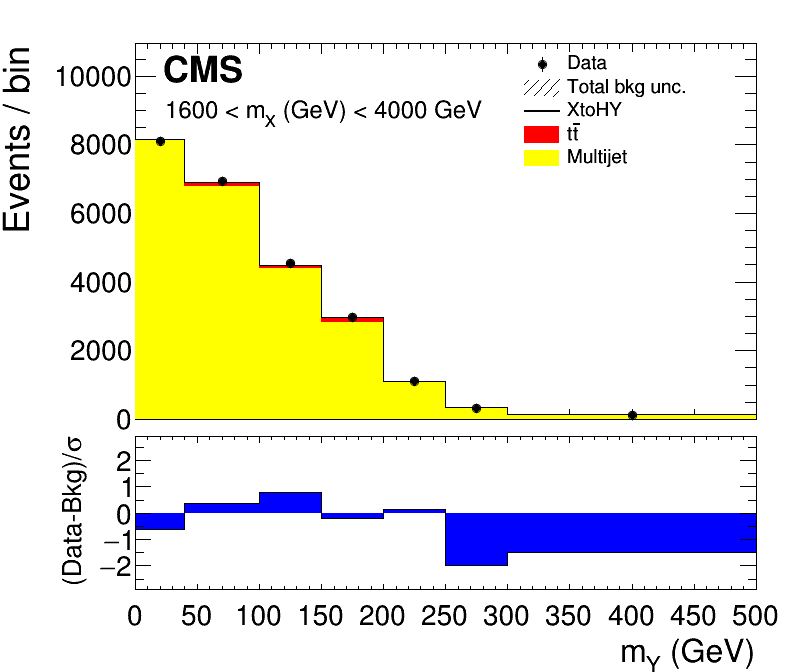 Events / bin
10000
8000
6000
4000
2000
0
CMS
1600 < mX (GeV) < 4000 GeV
Data
Total bkg unc.
XtoHY
tt̄
Multijet
(Data-Bkg)/σ
2
1
0
−1
−2
0 50 100 150 200 250 300 350 400 450 500
mY (GeV)